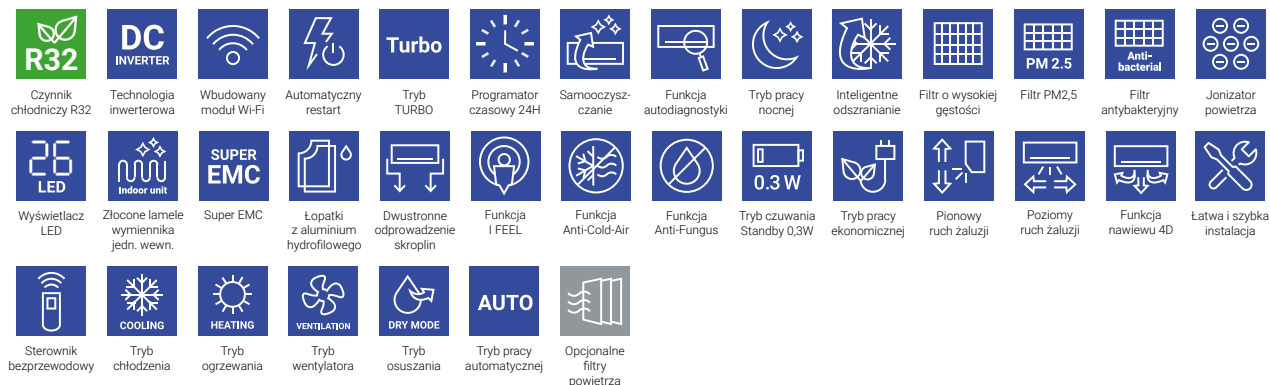 R32
DC
INVERTER
Turbo
PM 2.5
Anti-
bacterial
Czynnik
chłodniczy R32
Technologia
inwerterowa
Wbudowany
moduł Wi-Fi
Automatyczny
restart
Tryb
TURBO
Programator
czasowy 24H
Samooczysz-
czanie
Funkcja
autodiagnostyki
Tryb pracy
nocnej
Inteligentne
odszranianie
Filtr o wysokiej
gęstości
Filtr PM2,5
Filtr
antybakteryjny
Jonizator
powietrza
26
LED
Indoor unit
SUPER
EMC
0.3 W
Wyświetlacz
LED
Złocone lamele
wymiennika
jedn. wewn.
Super EMC
Łopatki
z aluminium
hydrofilowego
Dwustronne
odprowadzenie
skroplin
Funkcja
I FEEL
Funkcja
Anti-Cold-Air
Funkcja
Anti-Fungus
Tryb czuwania
Standby 0,3W
Tryb pracy
ekonomicznej
Pionowy
ruch żaluzji
Poziomy
ruch żaluzji
Funkcja
nawiewu 4D
Łatwa i szybka
instalacja
COOLING
HEATING
VENTILATION
DRY MODE
AUTO
Sterownik
bezprzewodowy
Tryb
chłodzenia
Tryb
ogrzewania
Tryb
wentylatora
Tryb
osuszania
Tryb pracy
automatycznej
Opcjonalne
filtry
powietrza